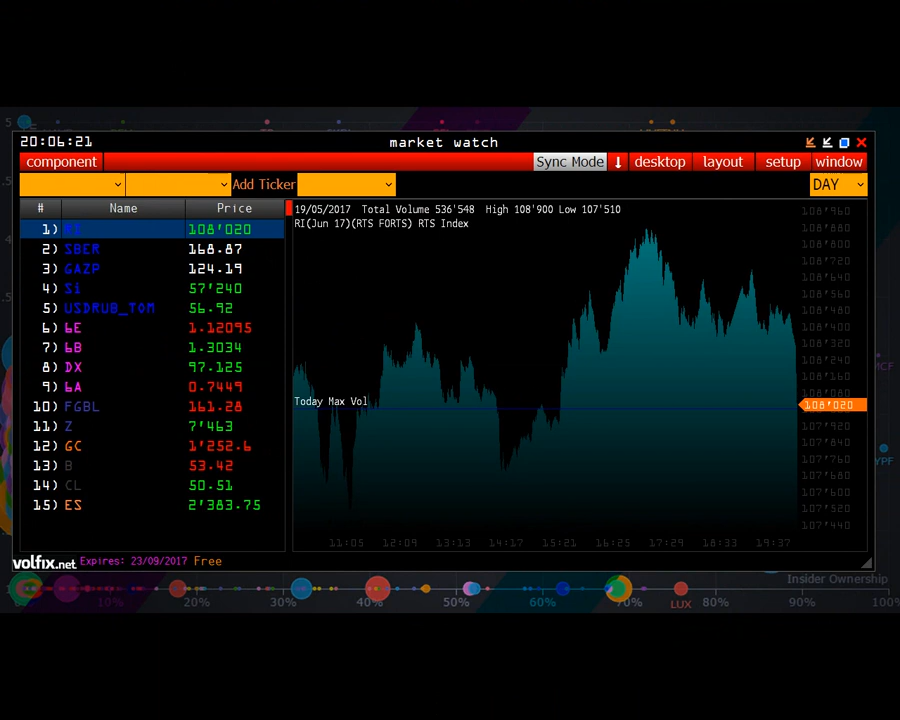 20:06:21 market watch
component Sync Mode ↓ desktop layout setup window
Add Ticker DAY
# Name Price
19/05/2017 Total Volume 536'548 High 108'900 Low 107'510
RI(Jun 17)(RTS FORTS) RTS Index
1) 108'020
2) SBER 168.87
3) GAZP 124.19
4) Si 57'240
5) USDRUB_TOM 56.92
6) 6E 1.12095
7) 6B 1.3034
8) DX 97.125
9) 6A 0.7449
10) FGBL 161.28
11) Z 7'463
12) GC 1'252.6
13) B 53.42
14) CL 50.51
15) ES 2'383.75
Today Max Vol
108'960
108'880
108'800
108'720
108'640
108'560
108'480
108'400
108'320
108'240
108'160
108'080
108'020
107'920
107'840
107'760
107'680
107'600
107'520
107'440
11:05 12:09 13:13 14:17 15:21 16:25 17:29 18:33 19:37
volfix.net Expires: 23/09/2017 Free
Insider Ownership
10% 20% 30% 40% 50% 60% 70% 80% 90% 100%
LUX